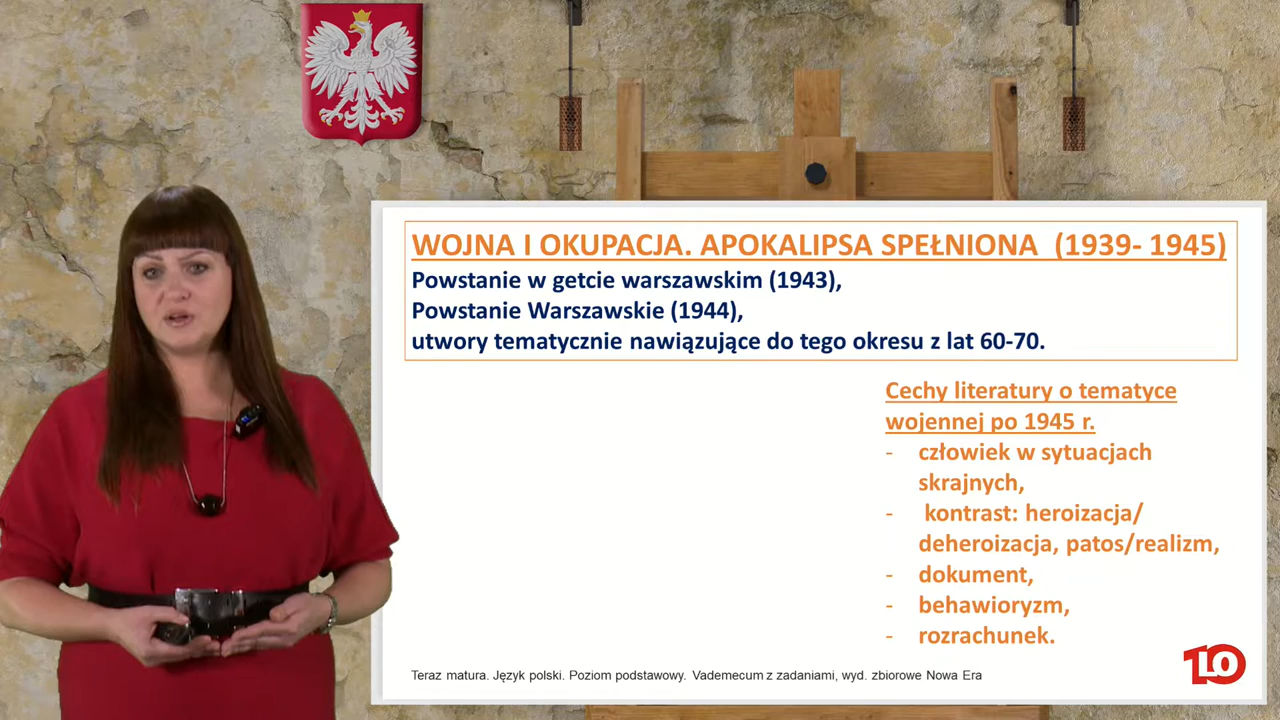 WOJNA I OKUPACJA. APOKALIPSA SPEŁNIONA (1939- 1945)
Powstanie w getcie warszawskim (1943),
Powstanie Warszawskie (1944),
utwory tematycznie nawiązujące do tego okresu z lat 60-70.
Cechy literatury o tematyce
wojennej po 1945 r.
- człowiek w sytuacjach
skrajnych,
- kontrast: heroizacja/
deheroizacja, patos/realizm,
- dokument,
- behawioryzm,
- rozrachunek.
Teraz matura. Język polski. Poziom podstawowy. Vademecum z zadaniami, wyd. zbiorowe Nowa Era
1LO